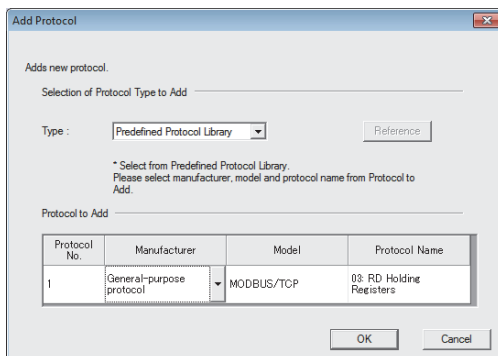 Add Protocol
Adds new protocol.
Selection of Protocol Type to Add
Type :
Predefined Protocol Library
Reference
* Select from Predefined Protocol Library.
Please select manufacturer, model and protocol name from Protocol to
Add.
Protocol to Add
Protocol No. Manufacturer Model Protocol Name
1 General-purpose protocol MODBUS/TCP 03: RD Holding Registers
OK Cancel